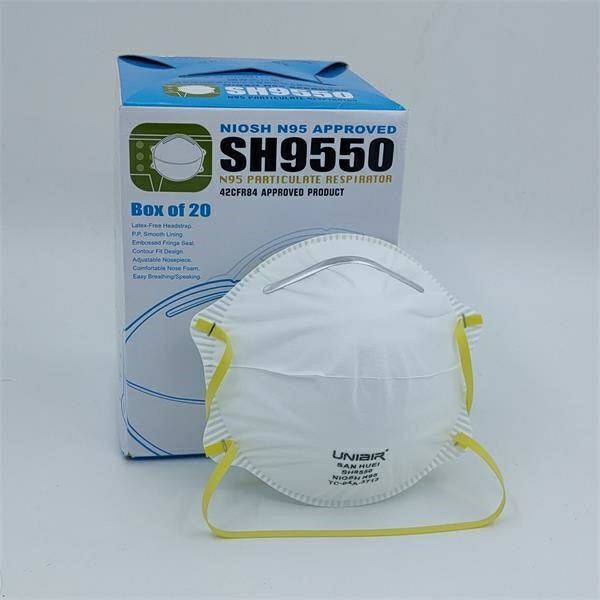 SH9550
N95 PARTICULATE RESPIRATOR
NIOSH N95 APPROVED
SH9550
N95 PARTICULATE RESPIRATOR
42CFR84 APPROVED PRODUCT
Box of 20
Latex-Free Headstrap.
P.P. Smooth Lining.
Embossed Fringe Seal.
Contour Fit Design.
Adjustable Nosepiece.
Comfortable Nose Foam.
Easy Breathing/Speaking.
UNIAIR
SAN HUEI
SH9550
NIOSH N95
TC-84A-3713